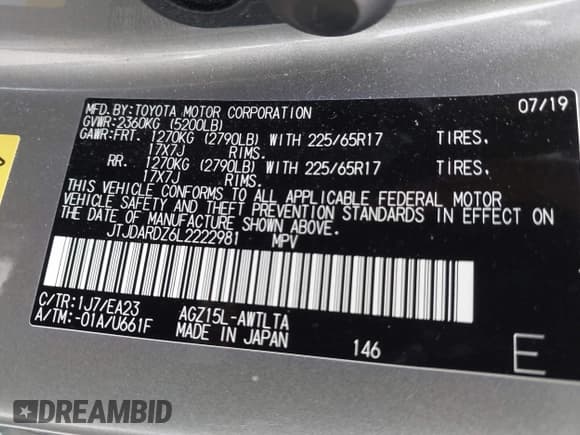 MFD. BY: TOYOTA MOTOR CORPORATION 07/19
GVWR: 2360KG (5200LB)
GAWR: FRT. 1270KG (2790LB) WITH 225/65R17 TIRES.
17X7J RIMS.
RR. 1270KG (2790LB) WITH 225/65R17 TIRES.
17X7J RIMS.
THIS VEHICLE CONFORMS TO ALL APPLICABLE FEDERAL MOTOR
VEHICLE SAFETY AND THEFT PREVENTION STANDARDS IN EFFECT ON
THE DATE OF MANUFACTURE SHOWN ABOVE.
JTJDARDZ6L2222981 MPV
C/TR: 1J7/EA23 AGZ15L-AWTLTA
A/TM: -01A/U661F MADE IN JAPAN 146 E
DREAMBID